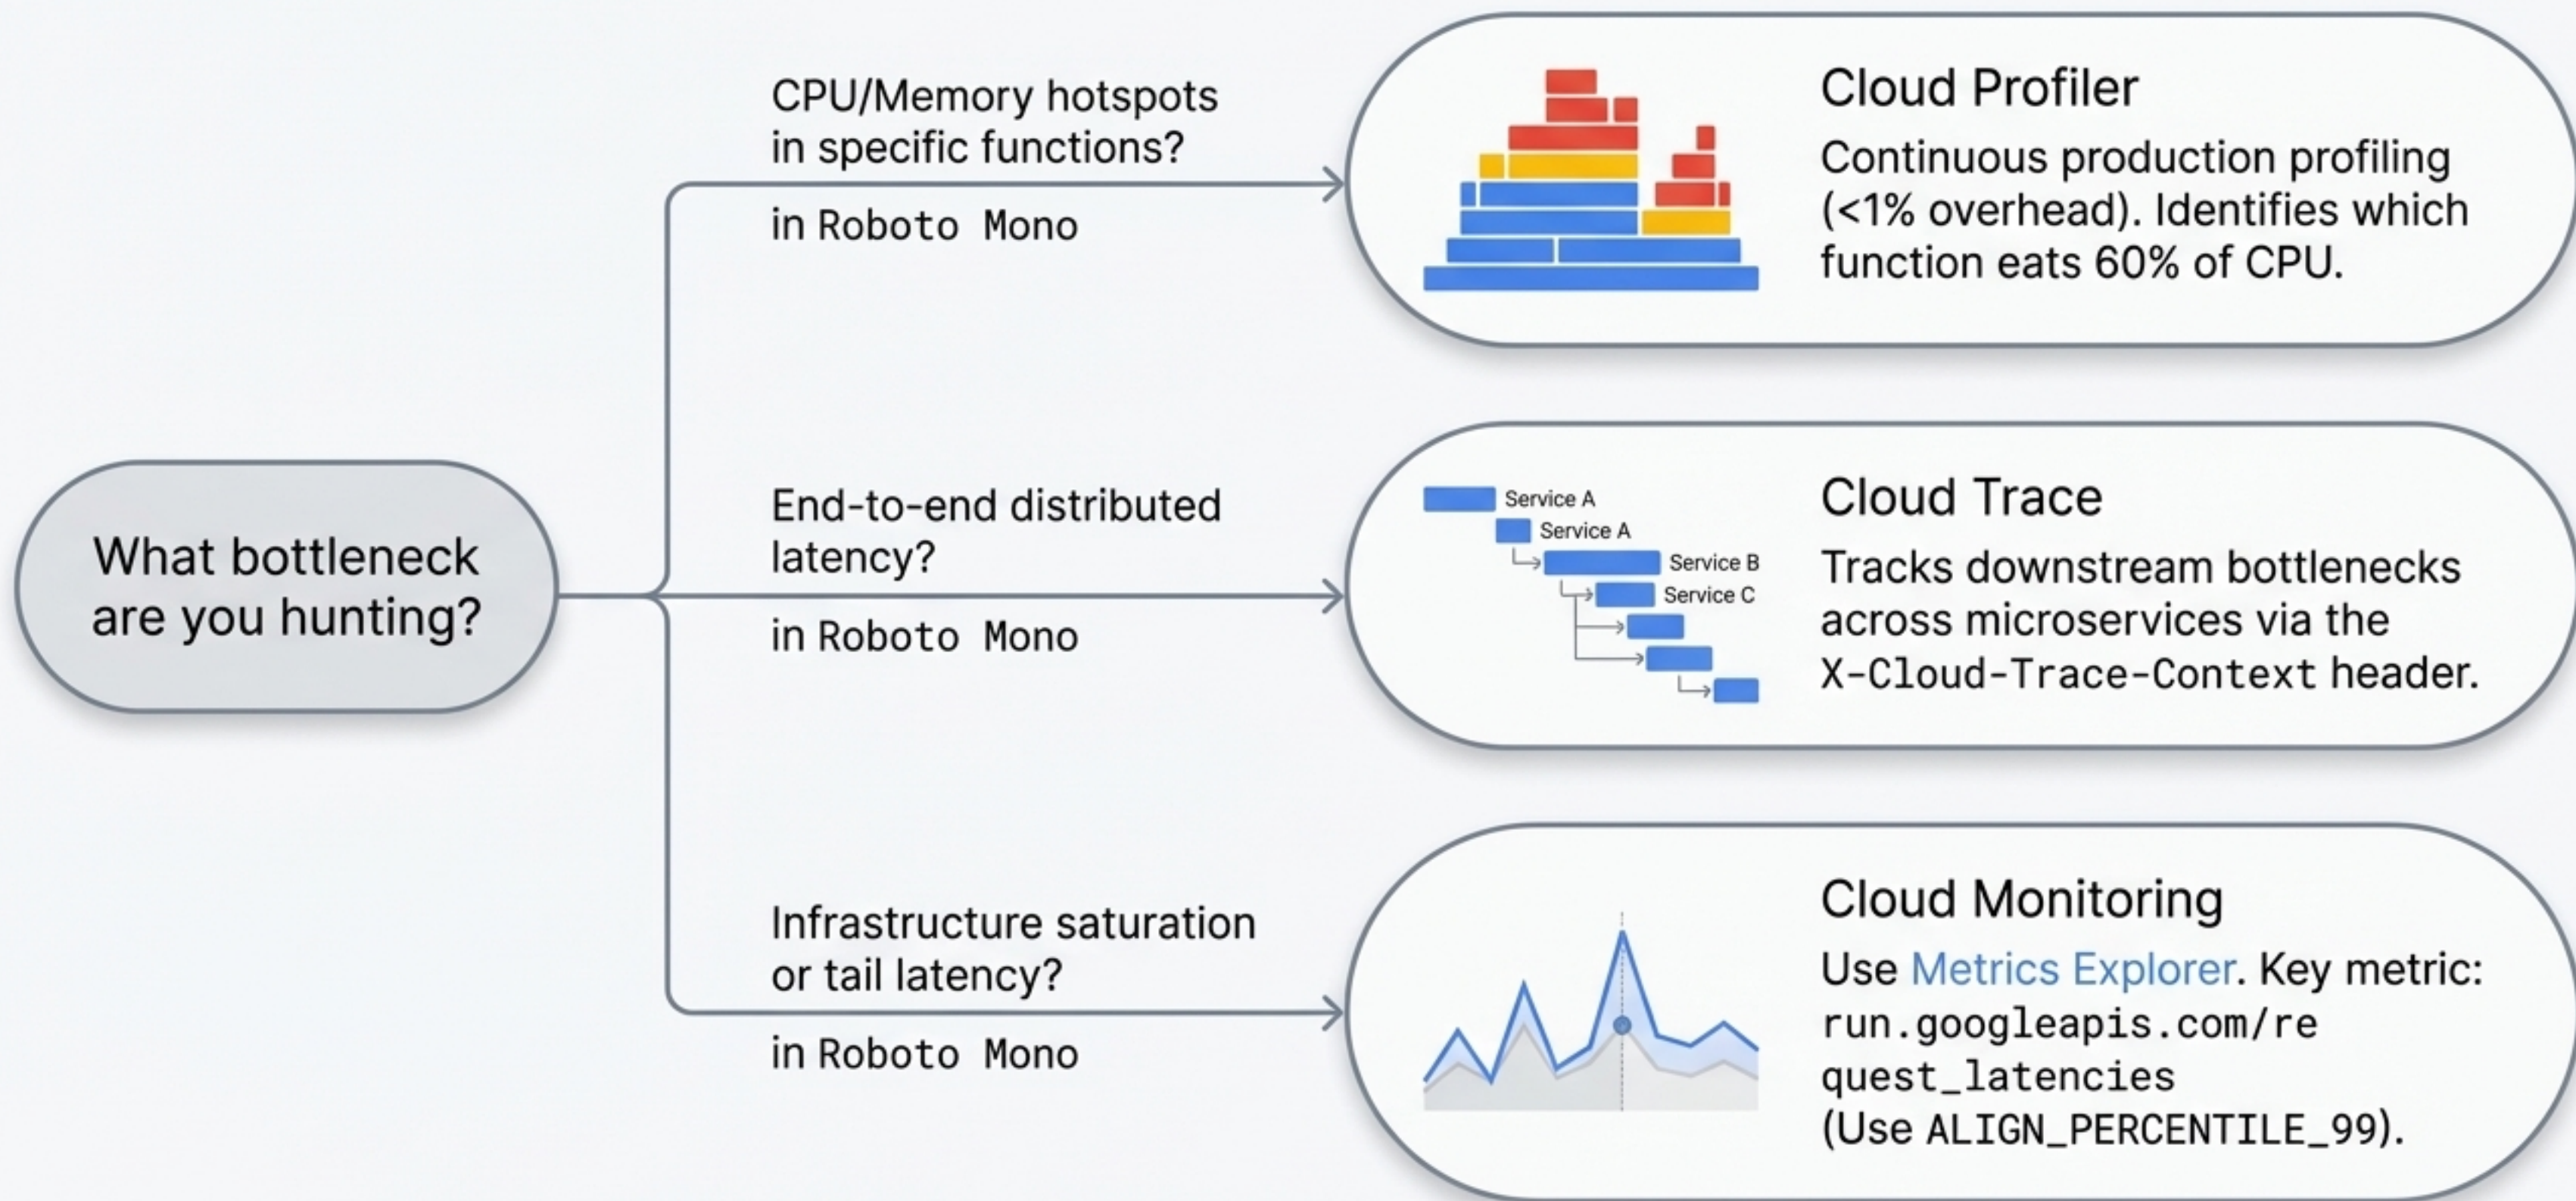 What bottleneck
are you hunting?
CPU/Memory hotspots
in specific functions?
in Roboto Mono
Cloud Profiler
Continuous production profiling
(<1% overhead). Identifies which
function eats 60% of CPU.
End-to-end distributed
latency?
in Roboto Mono
Service A
Service A
Service B
Service C
Cloud Trace
Tracks downstream bottlenecks
across microservices via the
X-Cloud-Trace-Context header.
Infrastructure saturation
or tail latency?
in Roboto Mono
Cloud Monitoring
Use Metrics Explorer. Key metric:
run.googleapis.com/re
quest_latencies
(Use ALIGN_PERCENTILE_99).